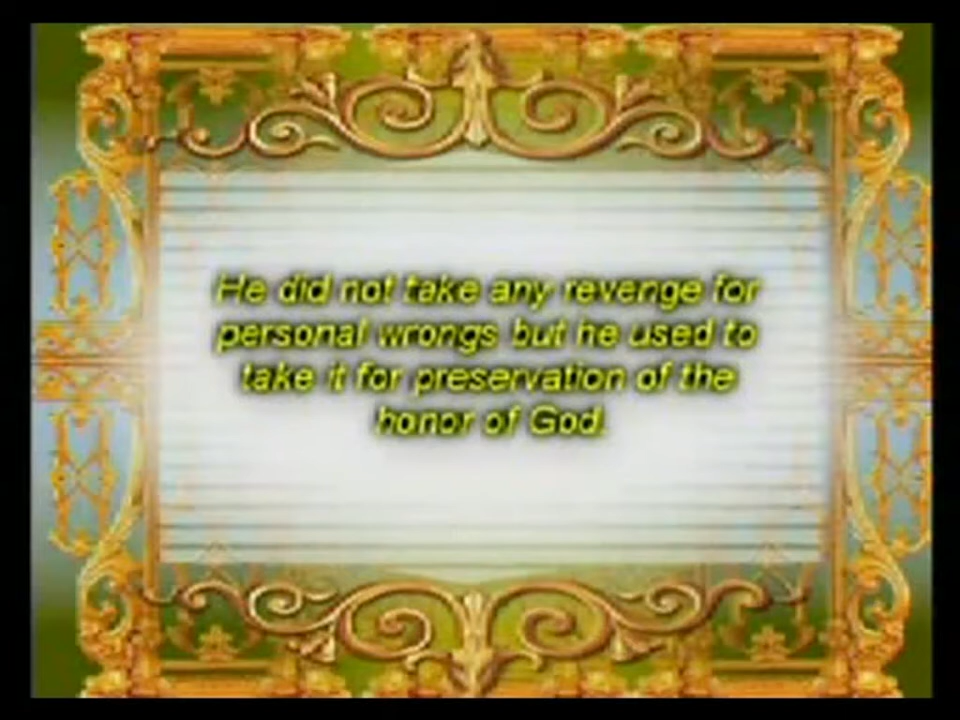 He did not take any revenge for
personal wrongs but he used to
take it for preservation of the
honor of God.